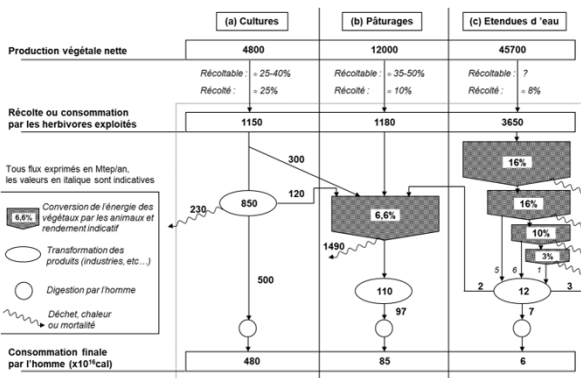 (a) Cultures (b) Pâturages (c) Etendues d 'eau
Production végétale nette 4800 12000 45700
Récoltable : ≈ 25-40% Récoltable : ≈ 35-50% Récoltable : ?
Récolté : ≈ 25% Récolté : ≈ 10% Récolté : ≈ 8%
Récolte ou consommation
par les herbivores exploités
1150 1180 3650
300
16%
Tous flux exprimés en Mtep/an,
les valeurs en italique sont indicatives
6,6%
Conversion de l'énergie des
végétaux par les animaux et
rendement indicatif
Transformation des
produits (industries, etc…)
Digestion par l'homme
Déchet, chaleur
ou mortalité
230
850
120
6,6%
1490
16%
10%
3%
5 6 1
110
2 12 3
500
97
7
Consommation finale
par l'homme (x10¹⁶cal)
480 85 6